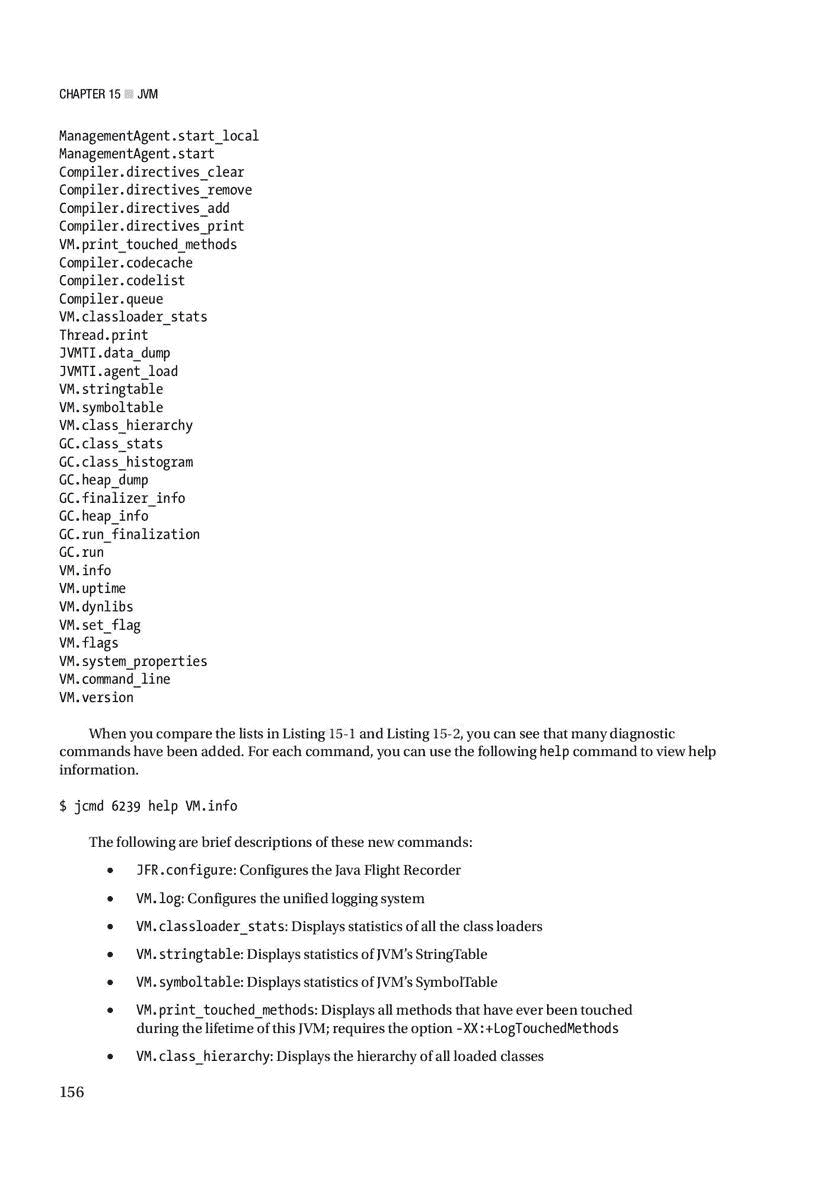 CHAPTER 15 ■ JVM
ManagementAgent.start_local
ManagementAgent.start
Compiler.directives_clear
Compiler.directives_remove
Compiler.directives_add
Compiler.directives_print
VM.print_touched_methods
Compiler.codecache
Compiler.codelist
Compiler.queue
VM.classloader_stats
Thread.print
JVMTI.data_dump
JVMTI.agent_load
VM.stringtable
VM.symboltable
VM.class_hierarchy
GC.class_stats
GC.class_histogram
GC.heap_dump
GC.finalizer_info
GC.heap_info
GC.run_finalization
GC.run
VM.info
VM.uptime
VM.dynlibs
VM.set_flag
VM.flags
VM.system_properties
VM.command_line
VM.version
When you compare the lists in Listing 15-1 and Listing 15-2, you can see that many diagnostic
commands have been added. For each command, you can use the following help command to view help
information.
$ jcmd 6239 help VM.info
The following are brief descriptions of these new commands:
• JFR.configure: Configures the Java Flight Recorder
• VM.log: Configures the unified logging system
• VM.classloader_stats: Displays statistics of all the class loaders
• VM.stringtable: Displays statistics of JVM’s StringTable
• VM.symboltable: Displays statistics of JVM’s SymbolTable
• VM.print_touched_methods: Displays all methods that have ever been touched
during the lifetime of this JVM; requires the option -XX:+LogTouchedMethods
• VM.class_hierarchy: Displays the hierarchy of all loaded classes
156